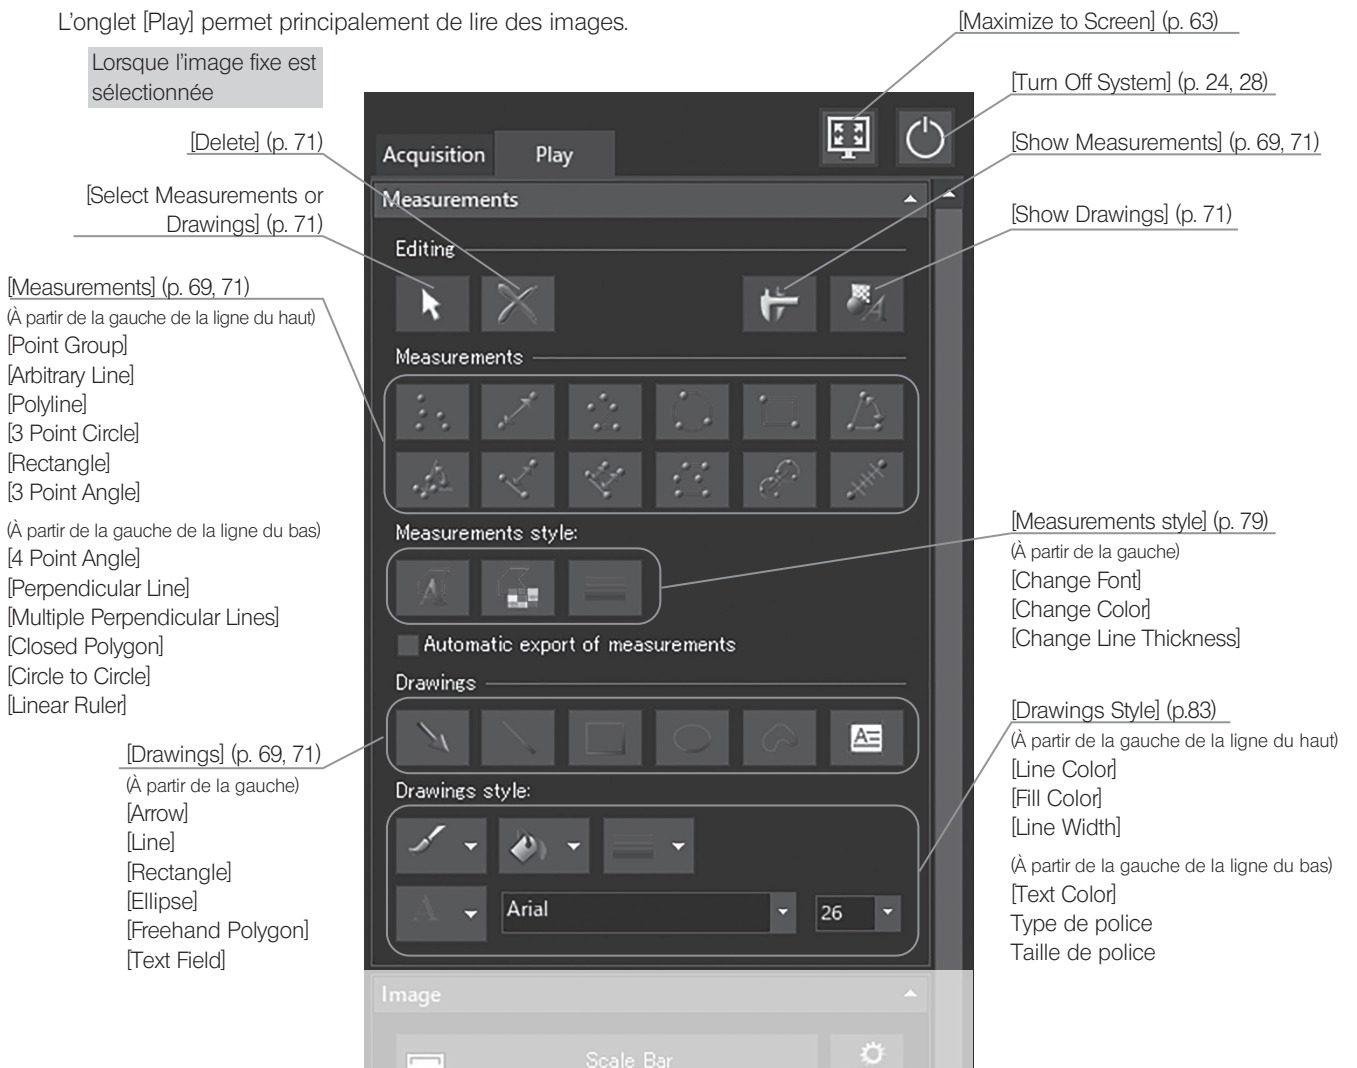 L'onglet [Play] permet principalement de lire des images.
Lorsque l'image fixe est
sélectionnée
[Delete] (p. 71)
[Select Measurements or
Drawings] (p. 71)
[Measurements] (p. 69, 71)
(À partir de la gauche de la ligne du haut)
[Point Group]
[Arbitrary Line]
[Polyline]
[3 Point Circle]
[Rectangle]
[3 Point Angle]
(À partir de la gauche de la ligne du bas)
[4 Point Angle]
[Perpendicular Line]
[Multiple Perpendicular Lines]
[Closed Polygon]
[Circle to Circle]
[Linear Ruler]
[Drawings] (p. 69, 71)
(À partir de la gauche)
[Arrow]
[Line]
[Rectangle]
[Ellipse]
[Freehand Polygon]
[Text Field]
Acquisition
Play
Measurements
Editing
Measurements
Measurements style:
Automatic export of measurements
Drawings
Drawings style:
Arial
26
Image
Scale Bar
[Maximize to Screen] (p. 63)
[Turn Off System] (p. 24, 28)
[Show Measurements] (p. 69, 71)
[Show Drawings] (p. 71)
[Measurements style] (p. 79)
(À partir de la gauche)
[Change Font]
[Change Color]
[Change Line Thickness]
[Drawings Style] (p.83)
(À partir de la gauche de la ligne du haut)
[Line Color]
[Fill Color]
[Line Width]
(À partir de la gauche de la ligne du bas)
[Text Color]
Type de police
Taille de police